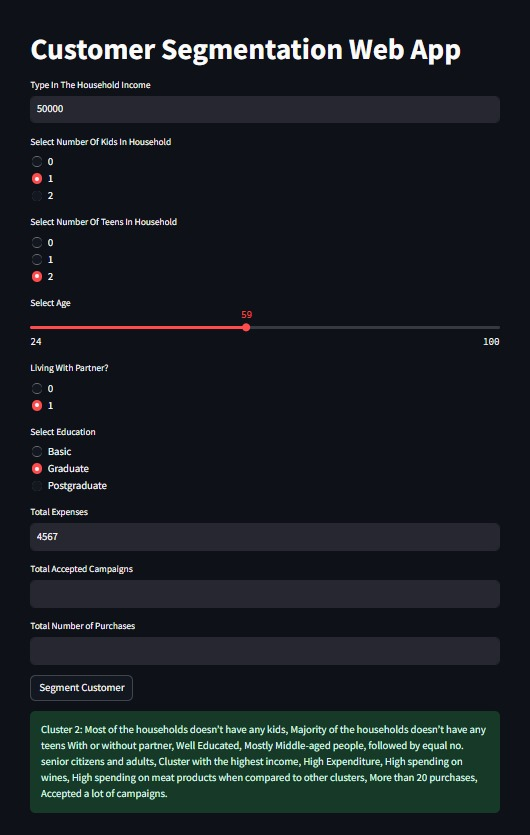 Customer Segmentation Web App
Type In The Household Income
50000
Select Number Of Kids In Household
0
1
2
Select Number Of Teens In Household
0
1
2
Select Age
59
24 100
Living With Partner?
0
1
Select Education
Basic
Graduate
Postgraduate
Total Expenses
4567
Total Accepted Campaigns
Total Number of Purchases
Segment Customer
Cluster 2: Most of the households doesn't have any kids, Majority of the households doesn't have any
teens With or without partner, Well Educated, Mostly Middle-aged people, followed by equal no.
senior citizens and adults, Cluster with the highest income, High Expenditure, High spending on
wines, High spending on meat products when compared to other clusters, More than 20 purchases,
Accepted a lot of campaigns.